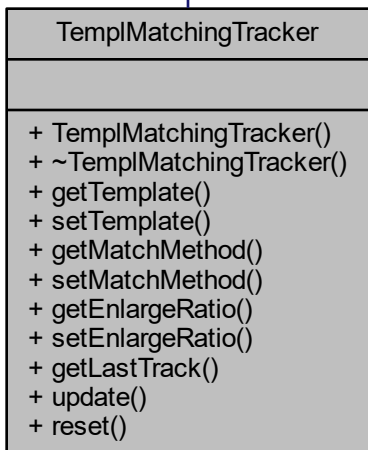 TemplMatchingTracker
+ TemplMatchingTracker()
+ ~TemplMatchingTracker()
+ getTemplate()
+ setTemplate()
+ getMatchMethod()
+ setMatchMethod()
+ getEnlargeRatio()
+ setEnlargeRatio()
+ getLastTrack()
+ update()
+ reset()